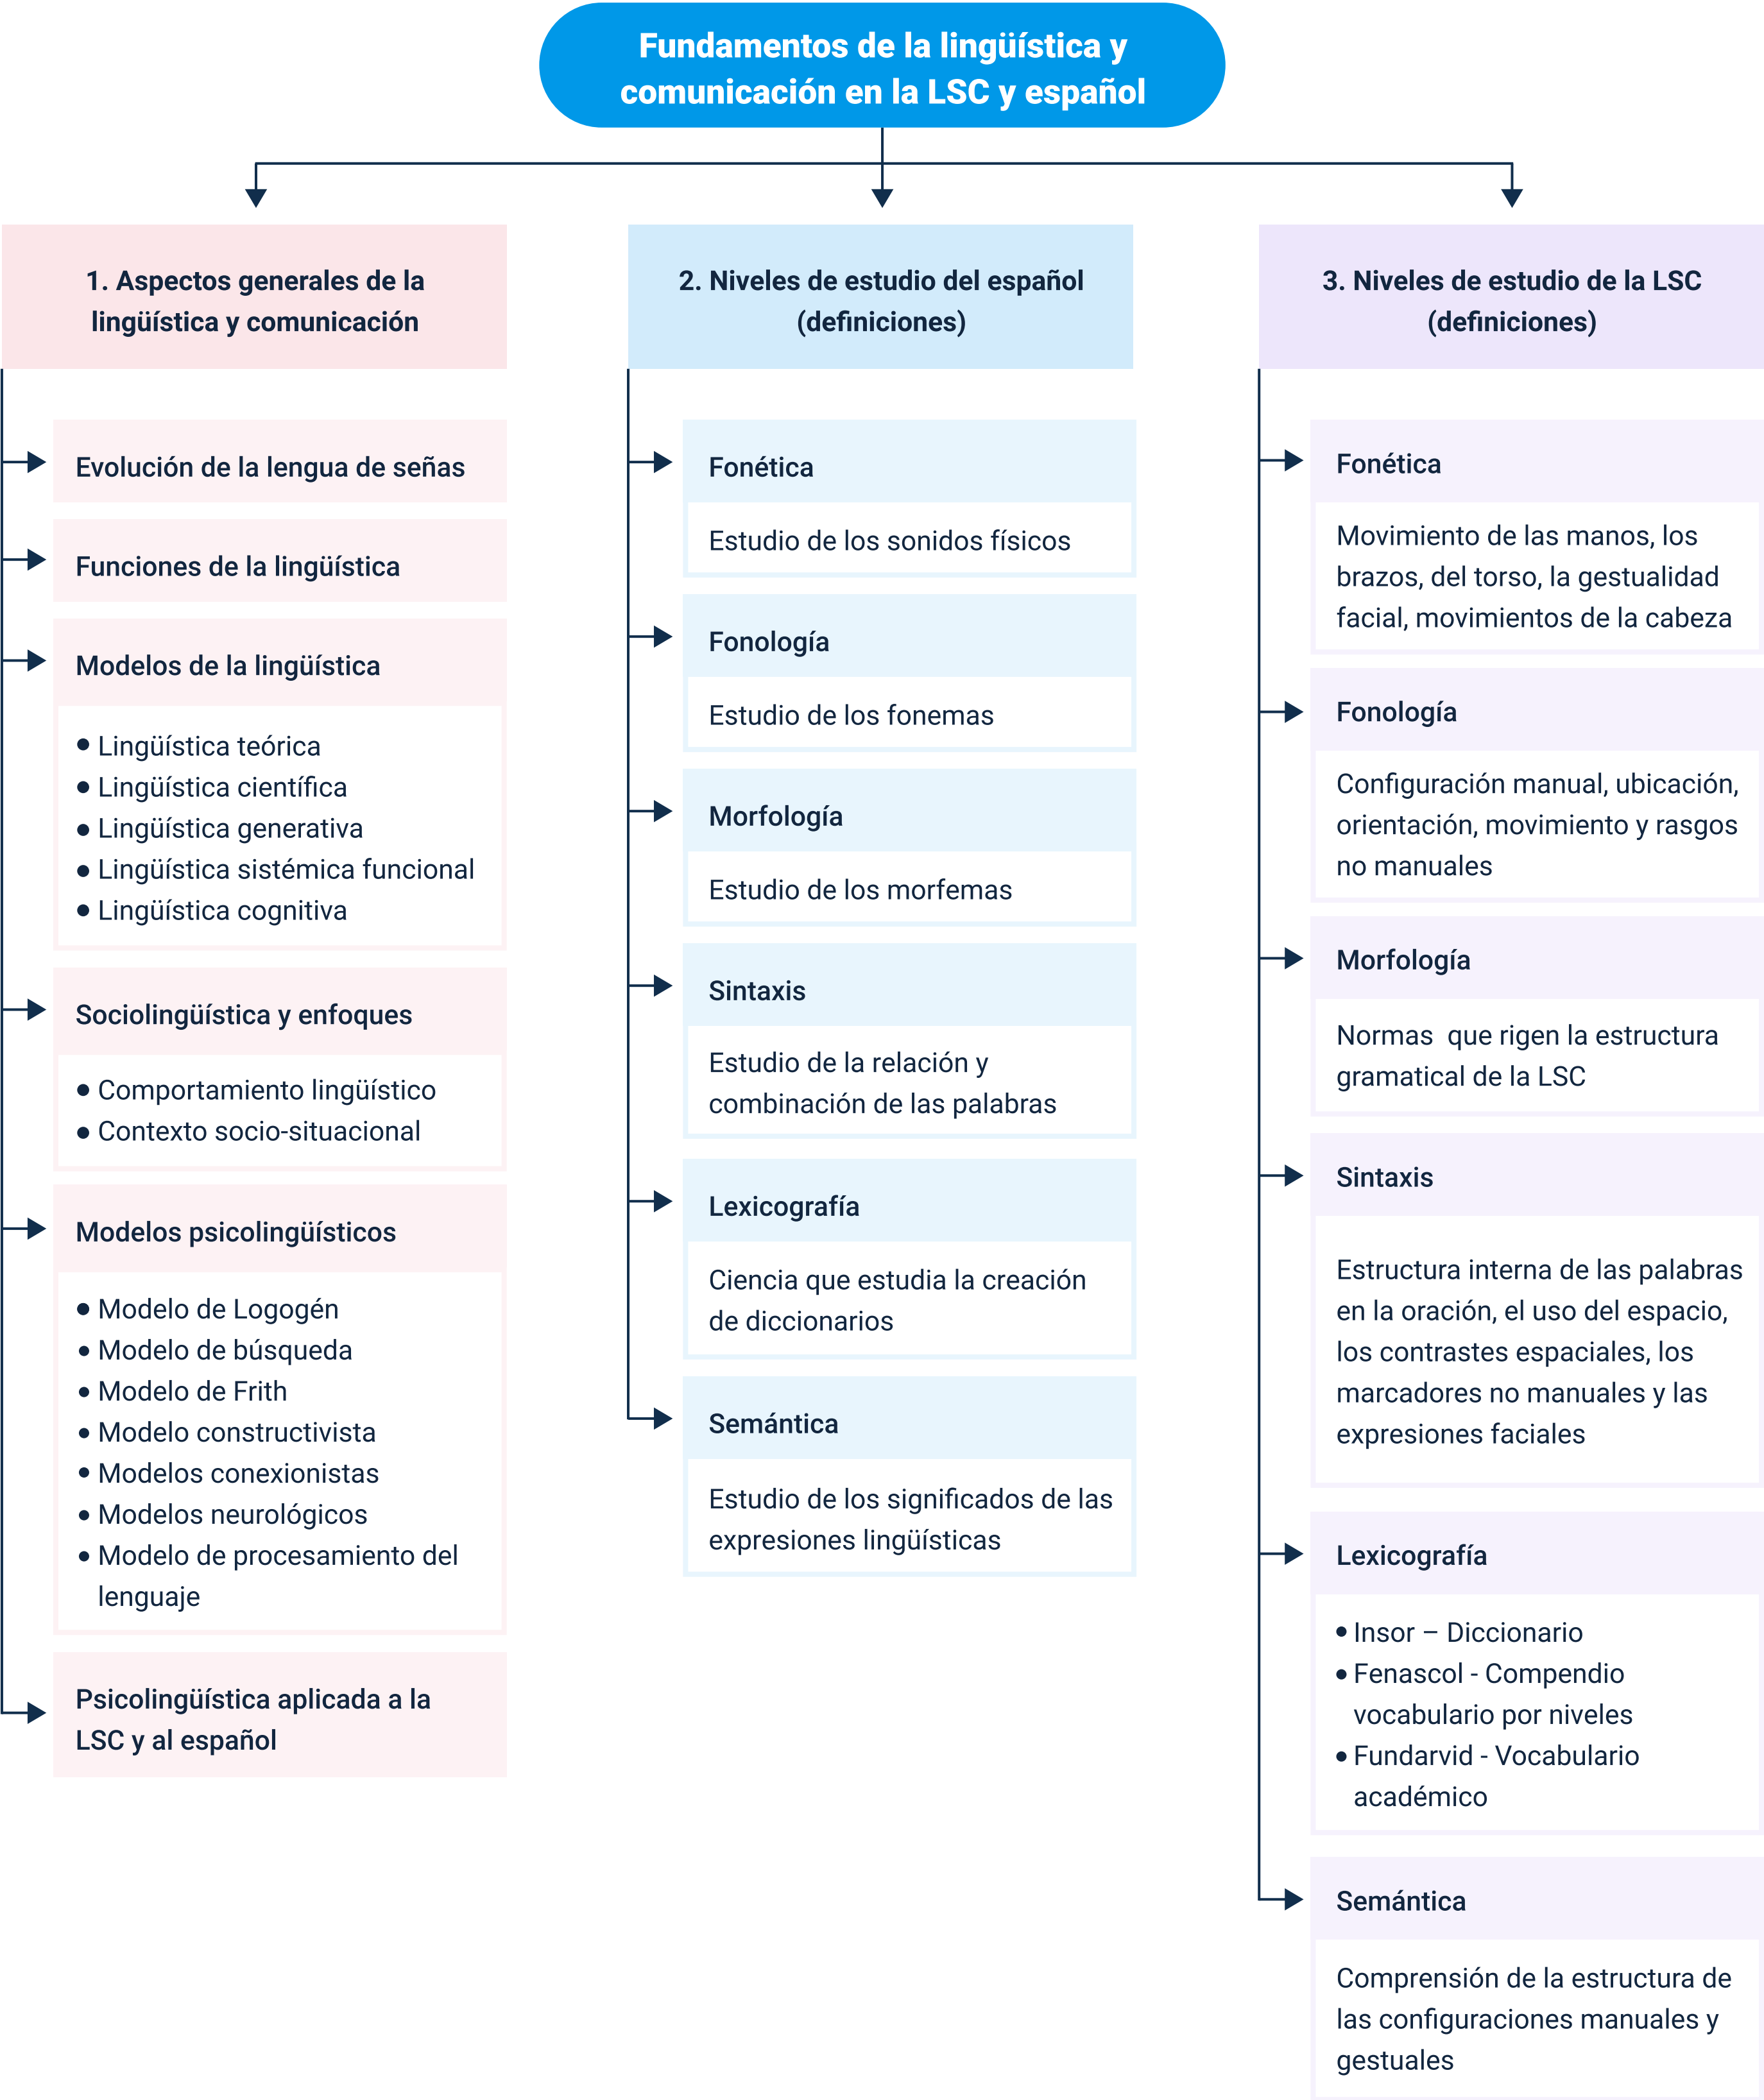 Fundamentos de la lingüística y
comunicación en la LSC y español
1. Aspectos generales de la
lingüística y comunicación
Evolución de la lengua de señas
Funciones de la lingüística
Modelos de la lingüística
● Lingüística teórica
● Lingüística científica
● Lingüística generativa
● Lingüística sistémica funcional
● Lingüística cognitiva
Sociolingüística y enfoques
● Comportamiento lingüístico
● Contexto socio-situacional
Modelos psicolingüísticos
● Modelo de Logogén
● Modelo de búsqueda
● Modelo de Frith
● Modelo constructivista
● Modelos conexionistas
● Modelos neurológicos
● Modelo de procesamiento del
lenguaje
Psicolingüística aplicada a la
LSC y al español
2. Niveles de estudio del español
(definiciones)
Fonética
Estudio de los sonidos físicos
Fonología
Estudio de los fonemas
Morfología
Estudio de los morfemas
Sintaxis
Estudio de la relación y
combinación de las palabras
Lexicografía
Ciencia que estudia la creación
de diccionarios
Semántica
Estudio de los significados de las
expresiones lingüísticas
3. Niveles de estudio de la LSC
(definiciones)
Fonética
Movimiento de las manos, los
brazos, del torso, la gestualidad
facial, movimientos de la cabeza
Fonología
Configuración manual, ubicación,
orientación, movimiento y rasgos
no manuales
Morfología
Normas  que rigen la estructura
gramatical de la LSC
Sintaxis
Estructura interna de las palabras
en la oración, el uso del espacio,
los contrastes espaciales, los
marcadores no manuales y las
expresiones faciales
Lexicografía
● Insor – Diccionario
● Fenascol - Compendio
vocabulario por niveles
● Fundarvid - Vocabulario
académico
Semántica
Comprensión de la estructura de
las configuraciones manuales y
gestuales